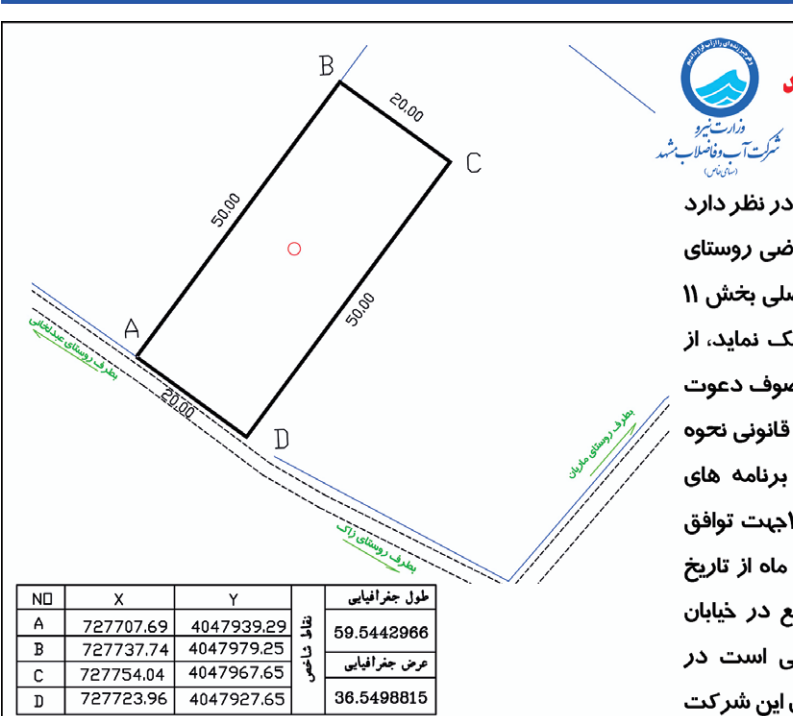 وزارت نیرو
شرکت آب و فاضلاب مشهد
(سهامی خاص)
در نظر دارد
ضی روستای
صلی بخش ۱۱
ک نماید، از
صوف دعوت
قانونی نحوه
برنامه های
جهت توافق
ماه از تاریخ
ع در خیابان
ی است در
این شرکت
B
20.00
C
50.00
50.00
A
20.00
D
بطرف روستای عبدلخانی
بطرف روستای ماریان
بطرف روستای زاک
NO X Y
A 727707.69 4047939.29
B 727737.74 4047979.25
C 727754.04 4047967.65
D 727723.96 4047927.65
نقاط شاخص
طول جغرافیایی
59.5442966
عرض جغرافیایی
36.5498815